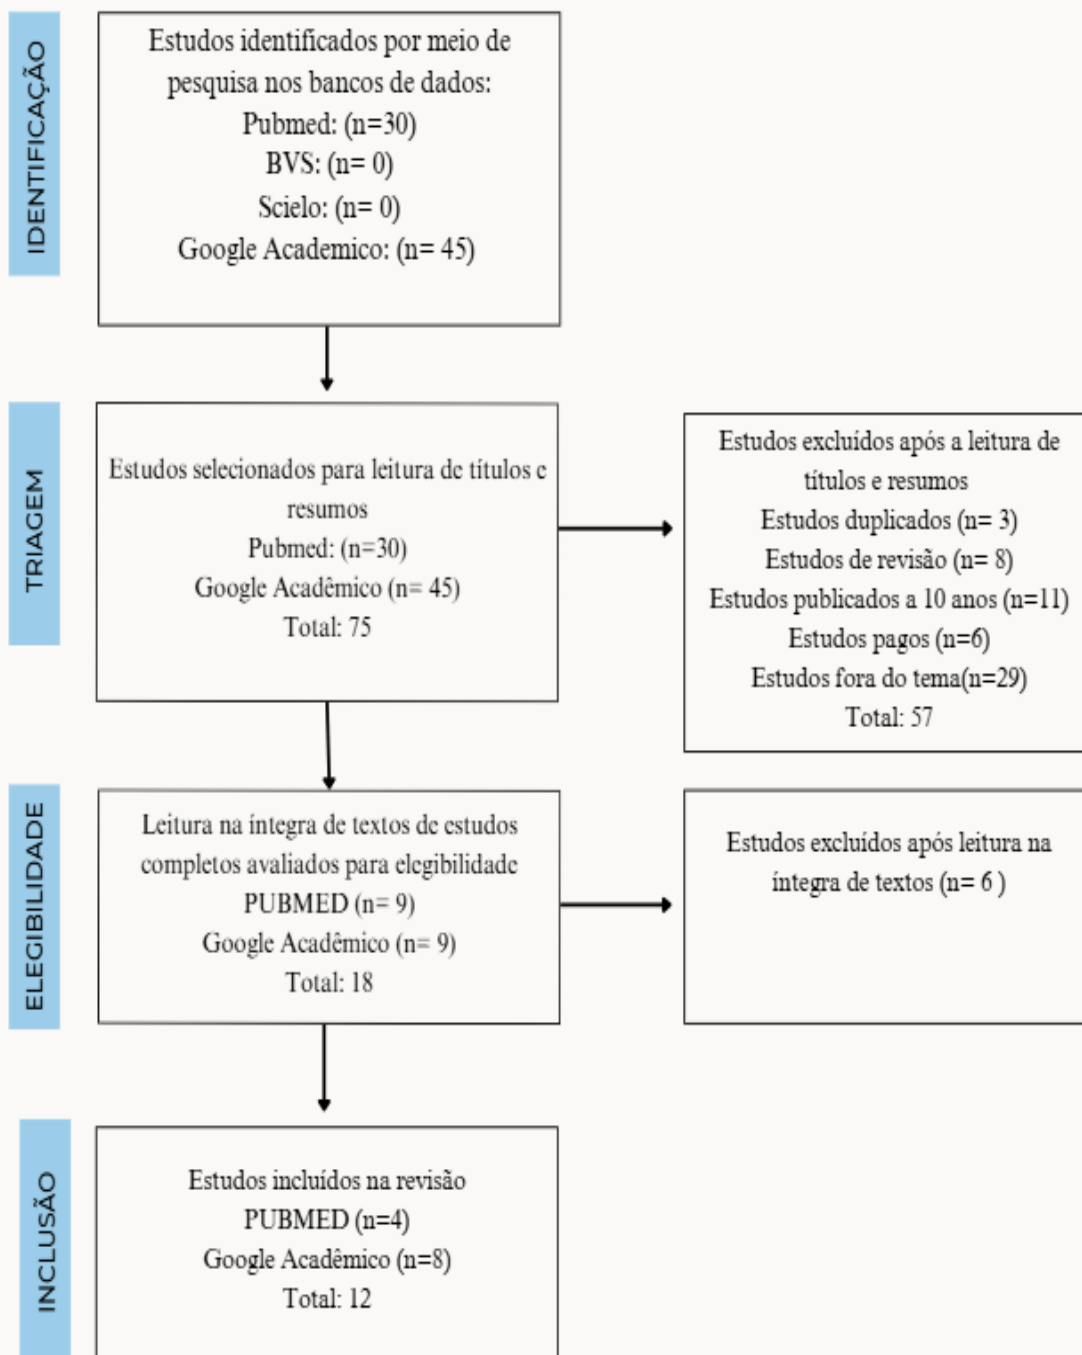 IDENTIFICAÇÃO
Estudos identificados por meio de
pesquisa nos bancos de dados:
Pubmed: (n=30)
BVS: (n= 0)
Scielo: (n= 0)
Google Academico: (n= 45)
TRIAGEM
Estudos selecionados para leitura de títulos e
resumos
Pubmed: (n=30)
Google Acadêmico (n= 45)
Total: 75
Estudos excluídos após a leitura de
títulos e resumos
Estudos duplicados (n= 3)
Estudos de revisão (n= 8)
Estudos publicados a 10 anos (n=11)
Estudos pagos (n=6)
Estudos fora do tema(n=29)
Total: 57
ELEGIBILIDADE
Leitura na íntegra de textos de estudos
completos avaliados para elegibilidade
PUBMED (n= 9)
Google Acadêmico (n= 9)
Total: 18
Estudos excluídos após leitura na
íntegra de textos (n= 6 )
INCLUSÃO
Estudos incluídos na revisão
PUBMED (n=4)
Google Acadêmico (n=8)
Total: 12